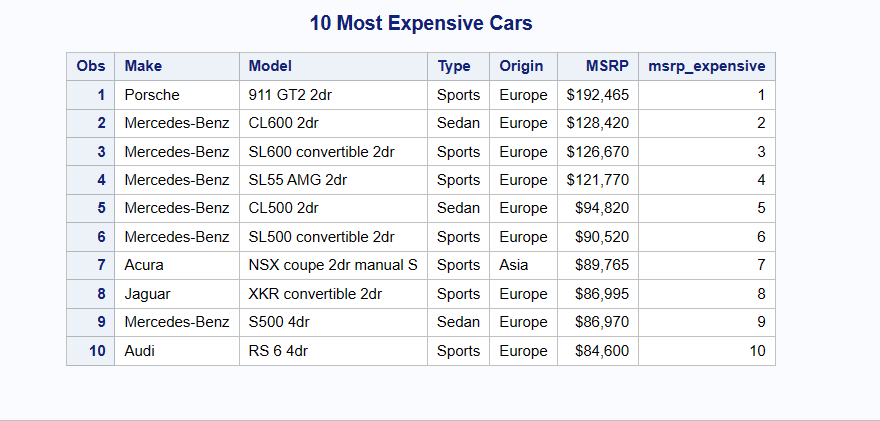 10 Most Expensive Cars
Obs Make Model Type Origin MSRP msrp_expensive
1 Porsche 911 GT2 2dr Sports Europe $192,465 1
2 Mercedes-Benz CL600 2dr Sedan Europe $128,420 2
3 Mercedes-Benz SL600 convertible 2dr Sports Europe $126,670 3
4 Mercedes-Benz SL55 AMG 2dr Sports Europe $121,770 4
5 Mercedes-Benz CL500 2dr Sedan Europe $94,820 5
6 Mercedes-Benz SL500 convertible 2dr Sports Europe $90,520 6
7 Acura NSX coupe 2dr manual S Sports Asia $89,765 7
8 Jaguar XKR convertible 2dr Sports Europe $86,995 8
9 Mercedes-Benz S500 4dr Sedan Europe $86,970 9
10 Audi RS 6 4dr Sports Europe $84,600 10